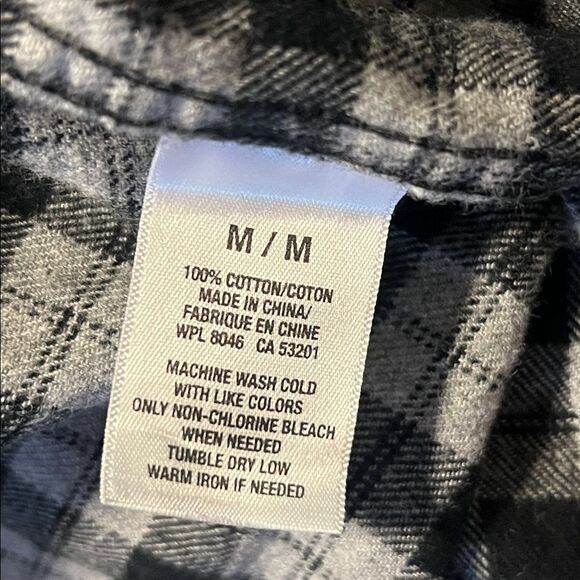 M / M
100% COTTON/COTON
MADE IN CHINA/
FABRIQUE EN CHINE
WPL 8046 CA 53201
MACHINE WASH COLD
WITH LIKE COLORS
ONLY NON-CHLORINE BLEACH
WHEN NEEDED
TUMBLE DRY LOW
WARM IRON IF NEEDED